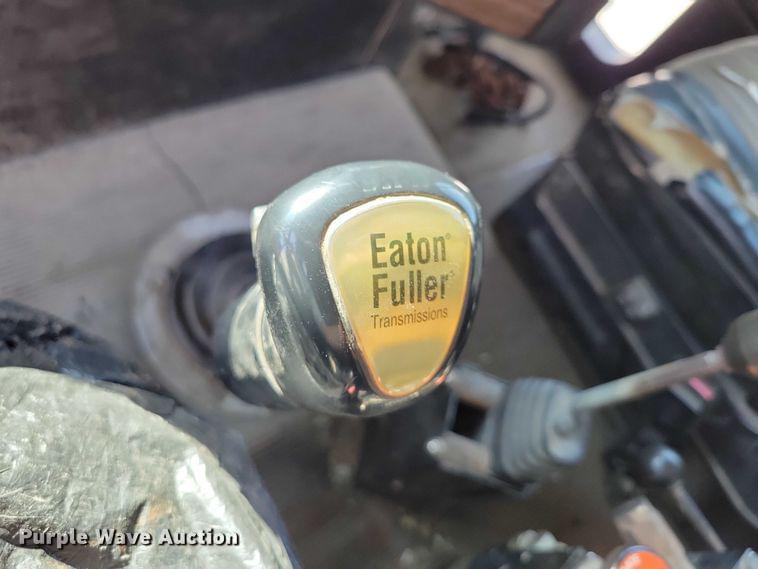 Eaton®
Fuller®
Transmissions
Purple Wave Auction